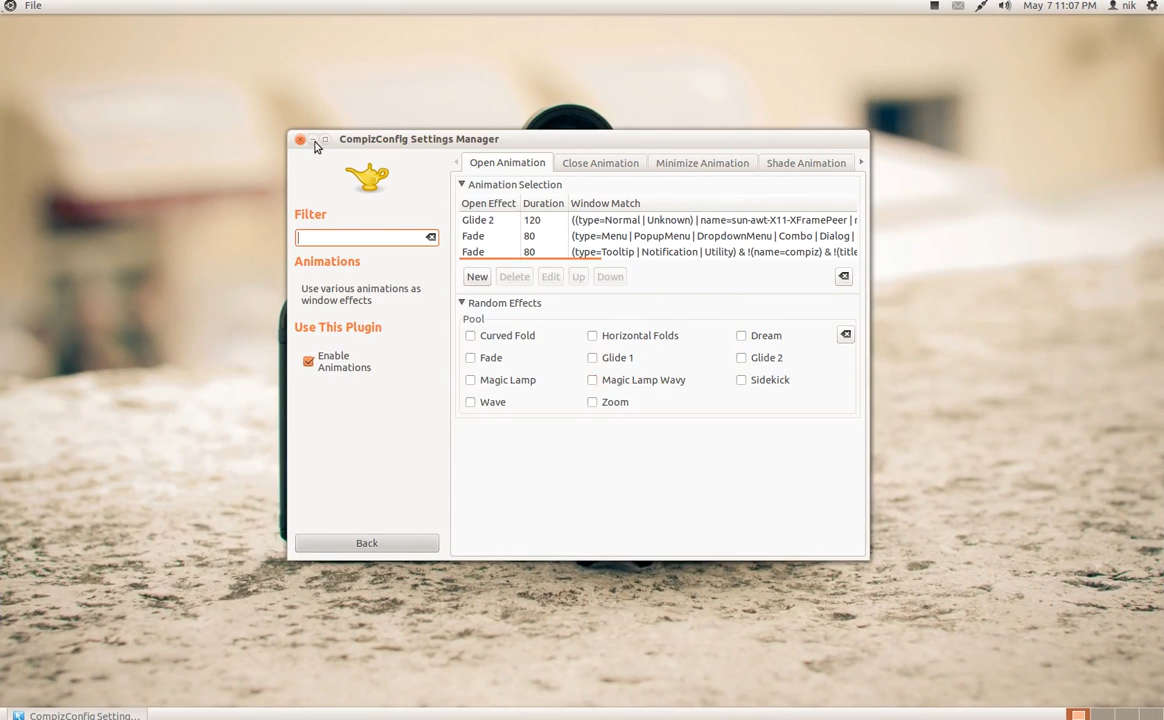 File
May 7 11:07 PM
nik
CompizConfig Settings Manager
Filter
Animations
Use various animations as
window effects
Use This Plugin
Enable
Animations
Back
Open Animation
Close Animation
Minimize Animation
Shade Animation
Animation Selection
Open Effect Duration Window Match
Glide 2 120 ((type=Normal | Unknown) | name=sun-awt-X11-XFramePeer |
Fade 80 (type=Menu | PopupMenu | DropdownMenu | Combo | Dialog |
Fade 80 (type=Tooltip | Notification | Utility) & !(name=compiz) & !(title
New Delete Edit Up Down
Random Effects
Pool
Curved Fold Horizontal Folds Dream
Fade Glide 1 Glide 2
Magic Lamp Magic Lamp Wavy Sidekick
Wave Zoom
CompizConfig Setting...